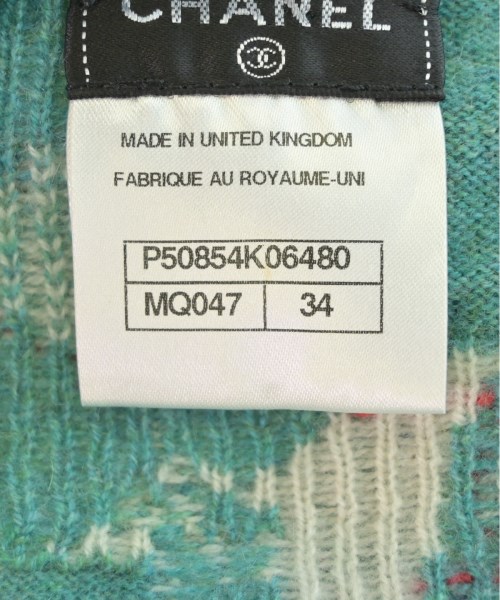 CHANEL
MADE IN UNITED KINGDOM
FABRIQUE AU ROYAUME-UNI
P50854K06480
MQ047 34